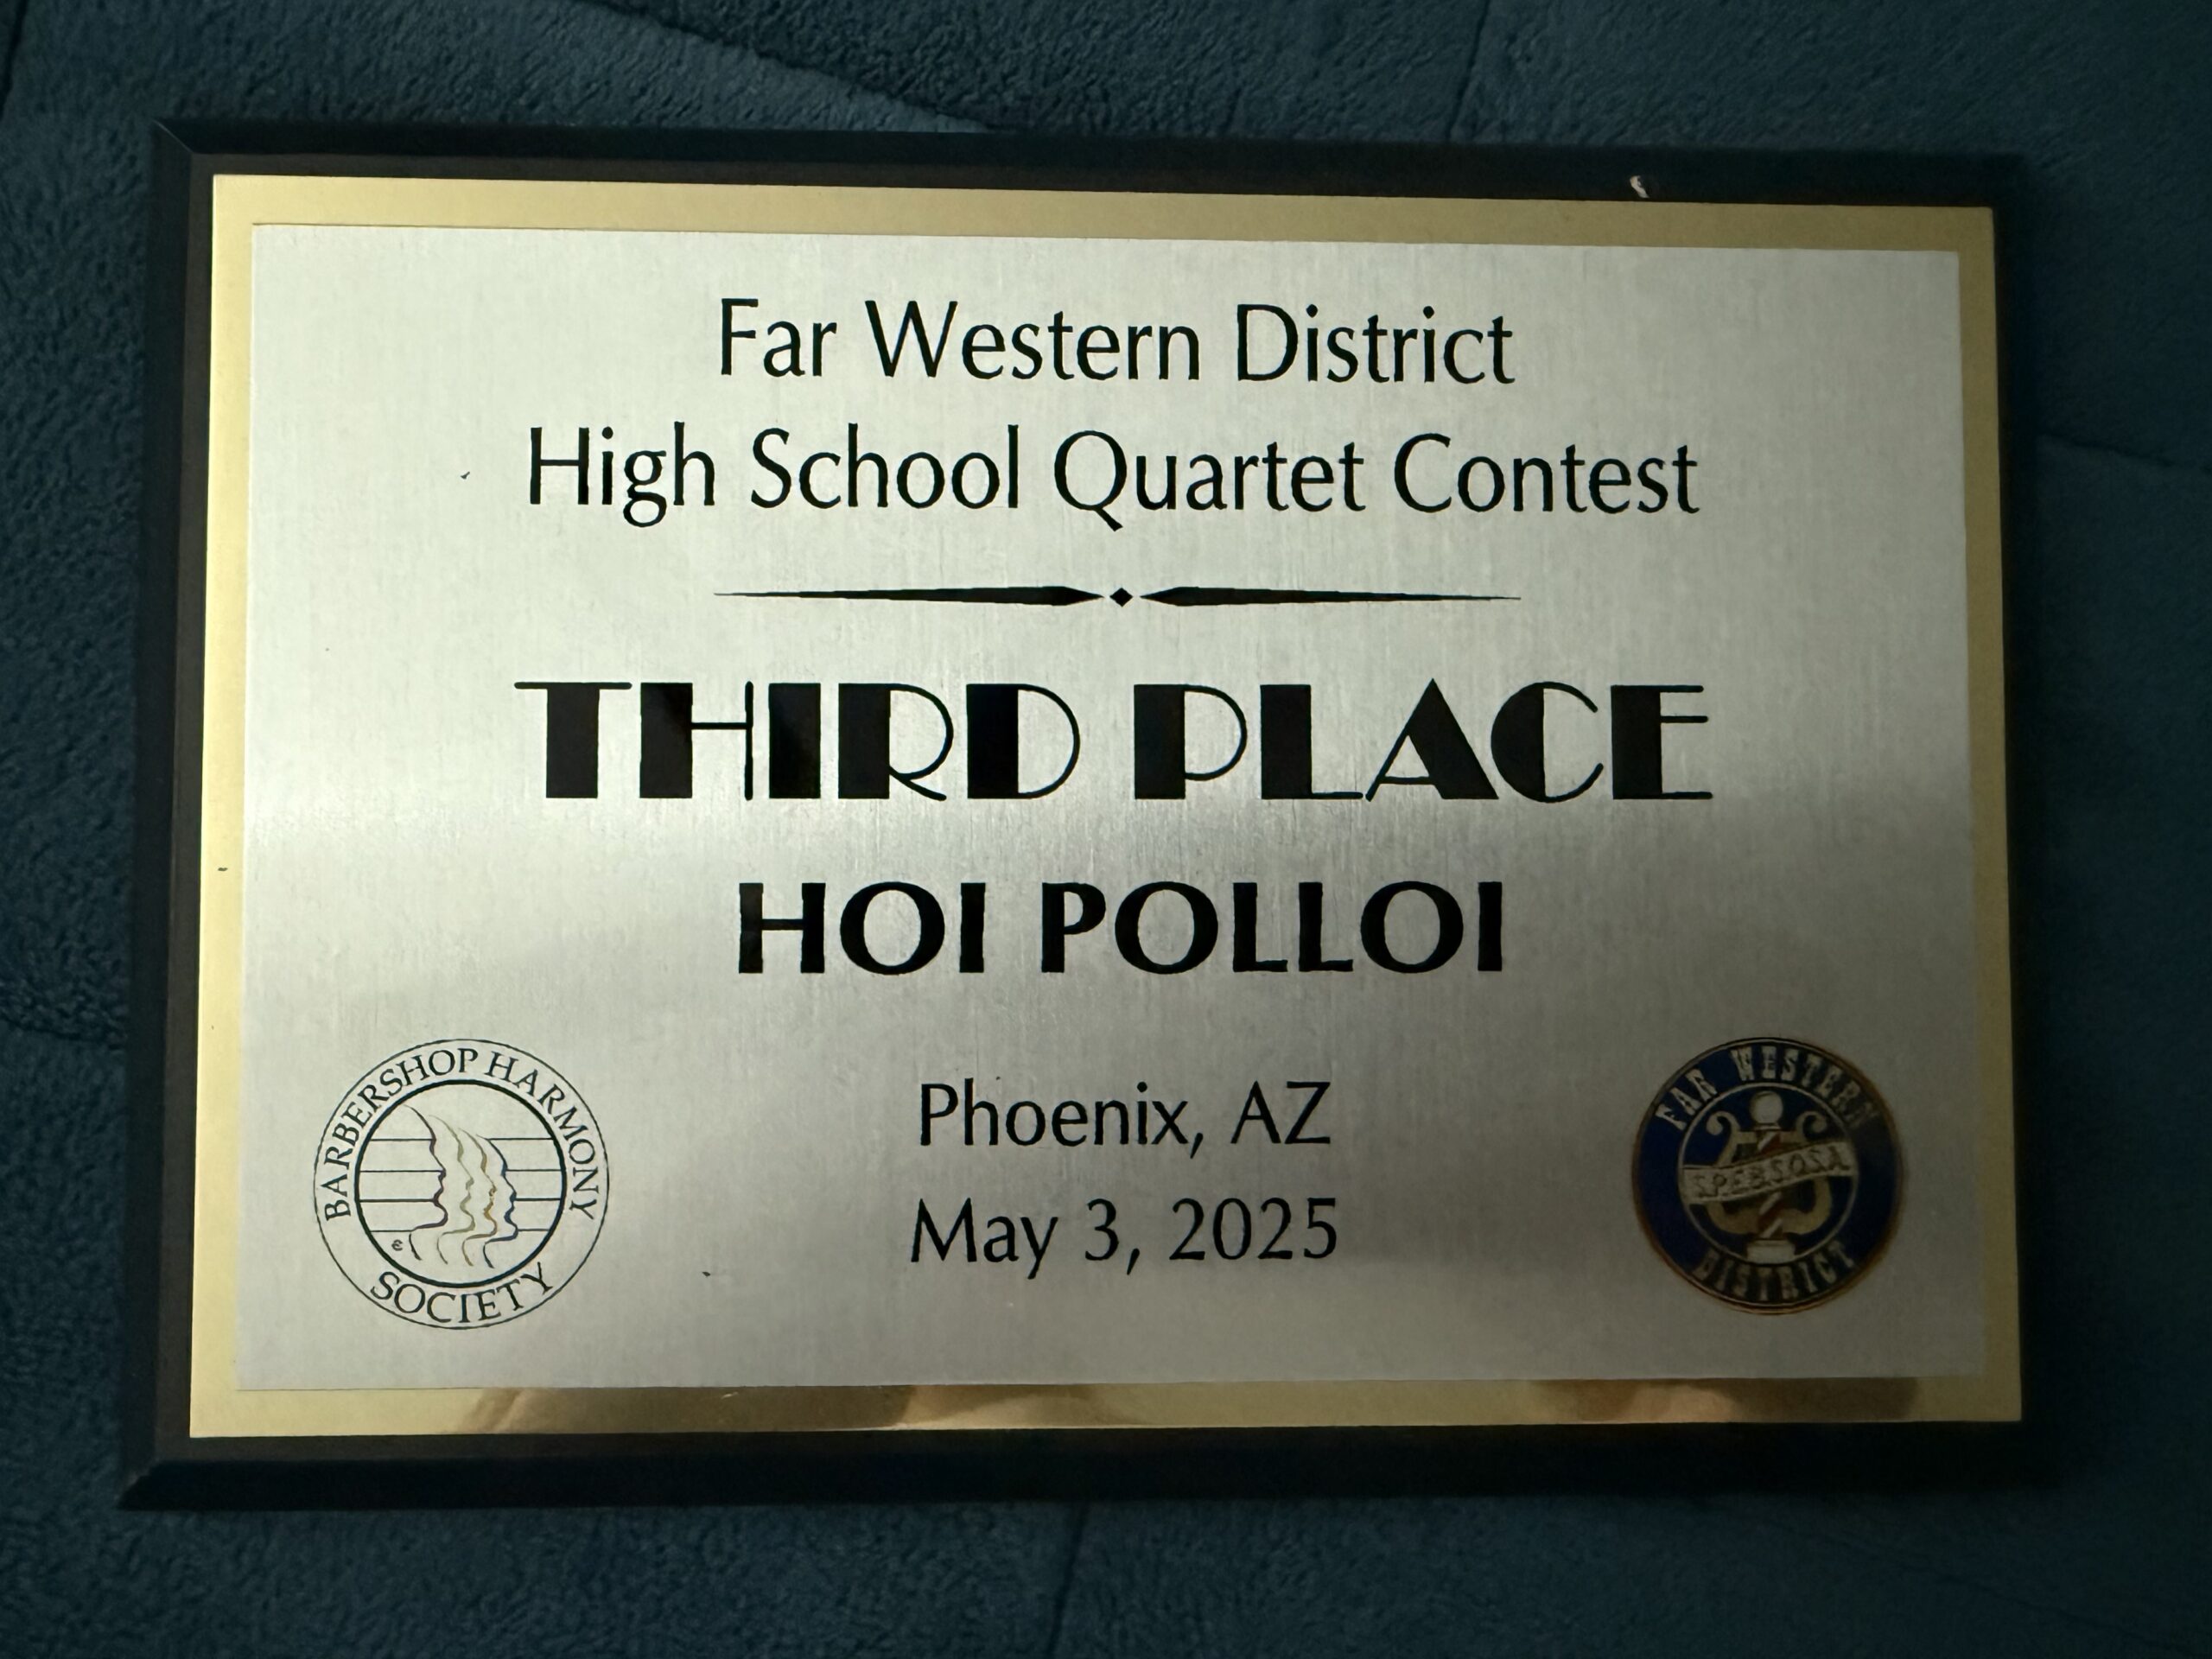 Far Western District
High School Quartet Contest
THIRD PLACE
HOI POLLOI
BARBERSHOP HARMONY
SOCIETY
Phoenix, AZ
May 3, 2025
FAR WESTERN
S.P.E.B.S.Q.S.A.
DISTRICT